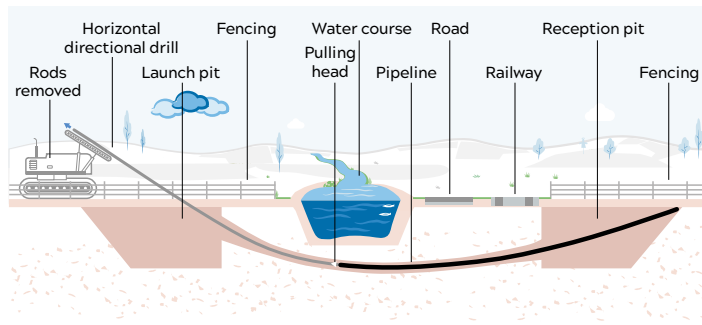 Horizontal
directional drill
Fencing
Water course
Road
Reception pit
Rods
removed
Launch pit
Pulling
head
Pipeline
Railway
Fencing